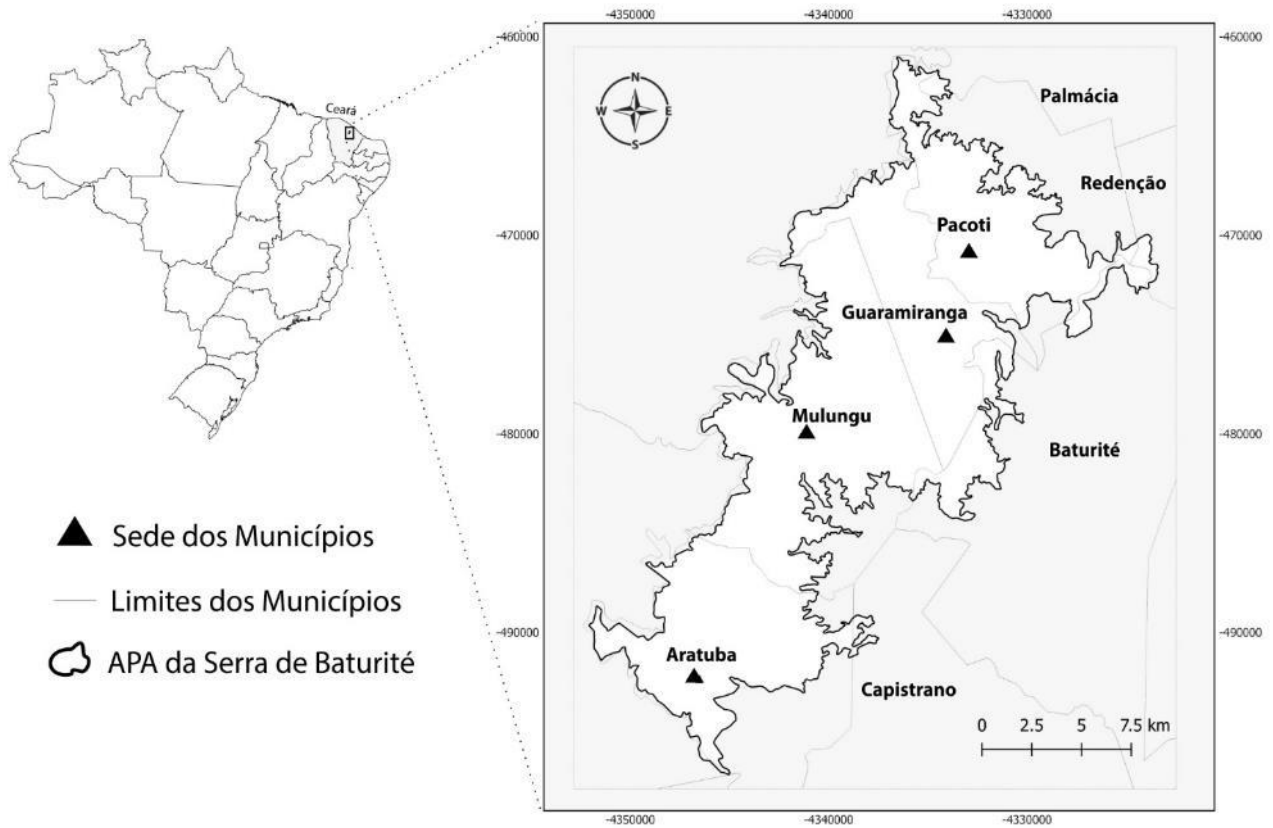 -4350000
-4340000
-4330000
-460000
-460000
Ceará
N
W
E
S
Palmácia
Redenção
Pacoti
-470000
-470000
Guaramiranga
Mulungu
-480000
-480000
Baturité
Sede dos Municípios
Limites dos Municípios
APA da Serra de Baturité
-490000
-490000
Aratuba
Capistrano
0 2.5 5 7.5 km
-4350000
-4340000
-4330000